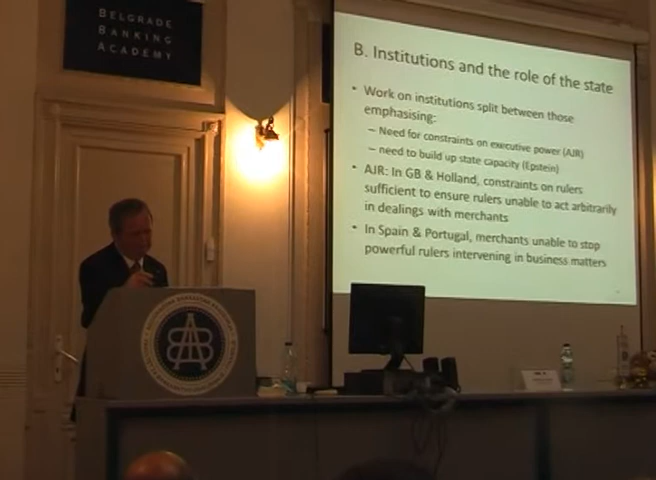 BELGRADE
BANKING
ACADEMY
B. Institutions and the role of the state
• Work on institutions split between those
emphasising:
– Need for constraints on executive power (AJR)
– need to build up state capacity (Epstein)
• AJR: In GB & Holland, constraints on rulers
sufficient to ensure rulers unable to act arbitrarily
in dealings with merchants
• In Spain & Portugal, merchants unable to stop
powerful rulers intervening in business matters